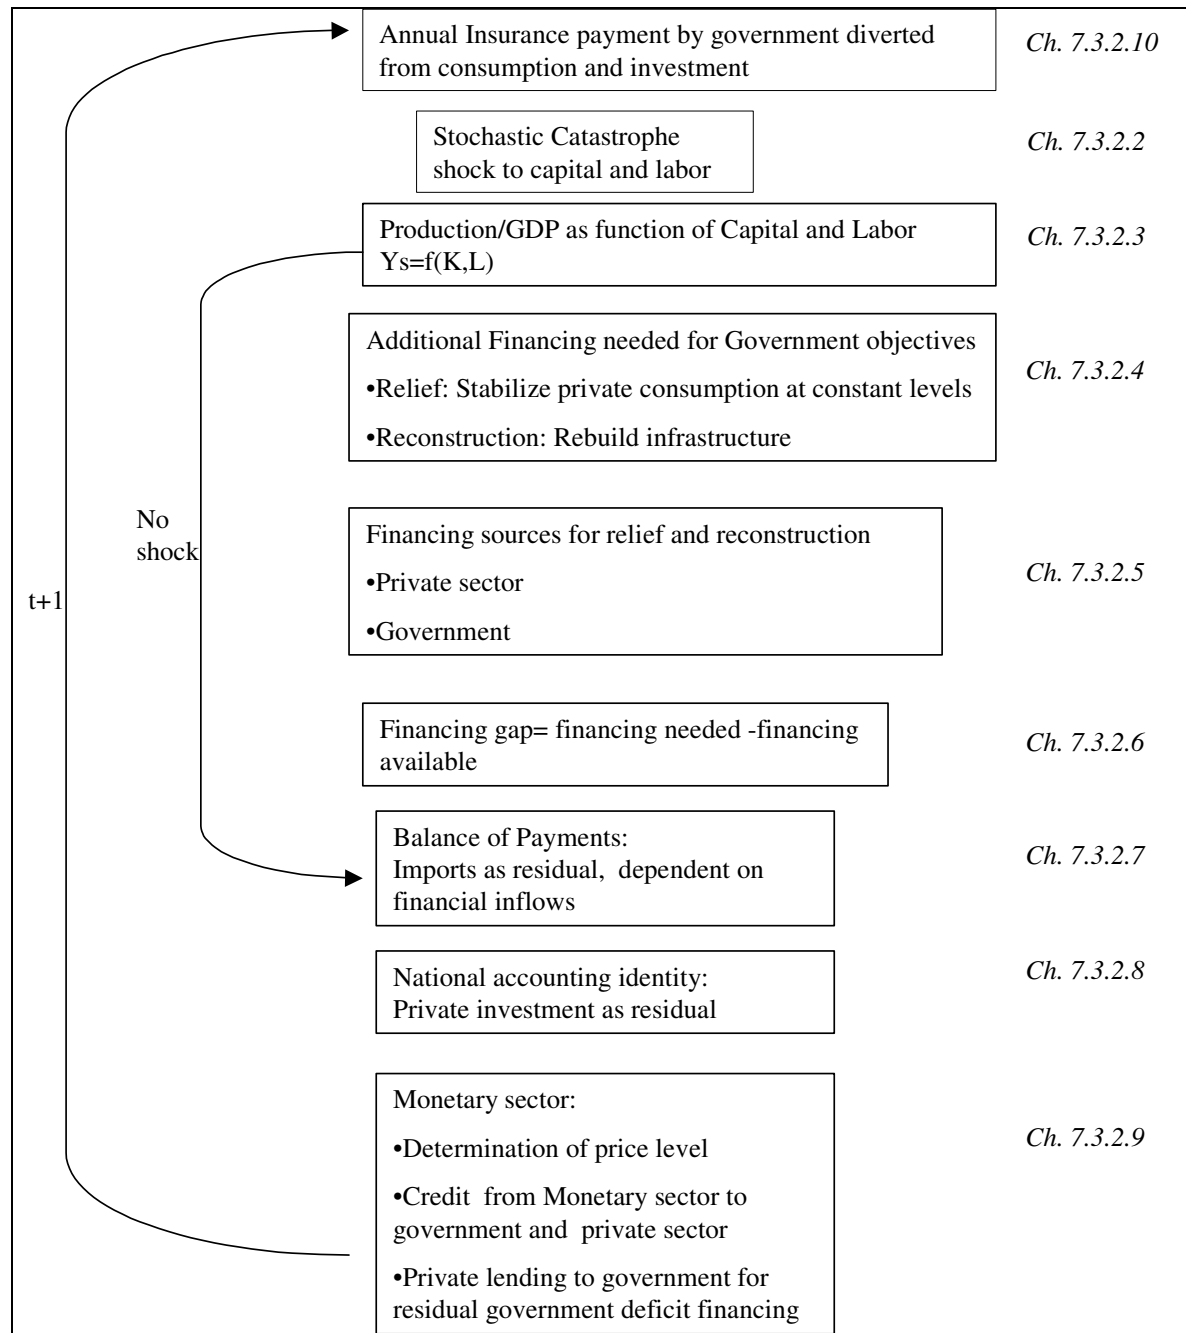 Annual Insurance payment by government diverted
from consumption and investment
Ch. 7.3.2.10
Stochastic Catastrophe
shock to capital and labor
Ch. 7.3.2.2
Production/GDP as function of Capital and Labor
Ys=f(K,L)
Ch. 7.3.2.3
Additional Financing needed for Government objectives
•Relief: Stabilize private consumption at constant levels
•Reconstruction: Rebuild infrastructure
Ch. 7.3.2.4
No
shock
t+1
Financing sources for relief and reconstruction
•Private sector
•Government
Ch. 7.3.2.5
Financing gap= financing needed -financing
available
Ch. 7.3.2.6
Balance of Payments:
Imports as residual, dependent on
financial inflows
Ch. 7.3.2.7
National accounting identity:
Private investment as residual
Ch. 7.3.2.8
Monetary sector:
•Determination of price level
•Credit from Monetary sector to
government and private sector
•Private lending to government for
residual government deficit financing
Ch. 7.3.2.9